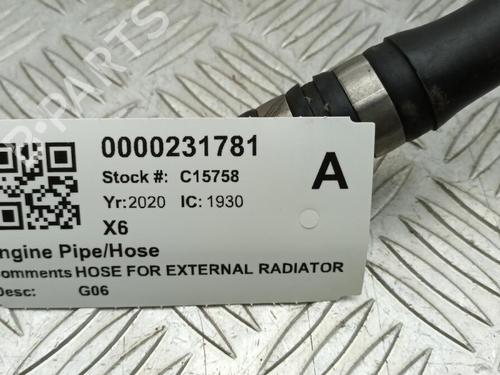 0000231781
Stock #: C15758
A
Yr:2020 IC: 1930
X6
ngine Pipe/Hose
omments HOSE FOR EXTERNAL RADIATOR
Desc: G06